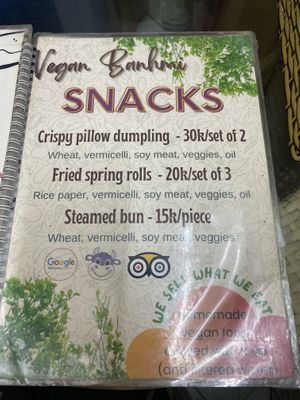 Vegan Banhmi
SNACKS
Crispy pillow dumpling - 30k/set of 2
Wheat, vermicelli, soy meat, veggies, oil
Fried spring rolls - 20k/set of 3
Rice paper, vermicelli, soy meat, veggies, oil
Steamed bun - 15k/piece
Wheat, vermicelli, soy meat, veggies
Google
WE SELL WHAT WE EAT
homemade
vegan food
cooked
(and filtered water)